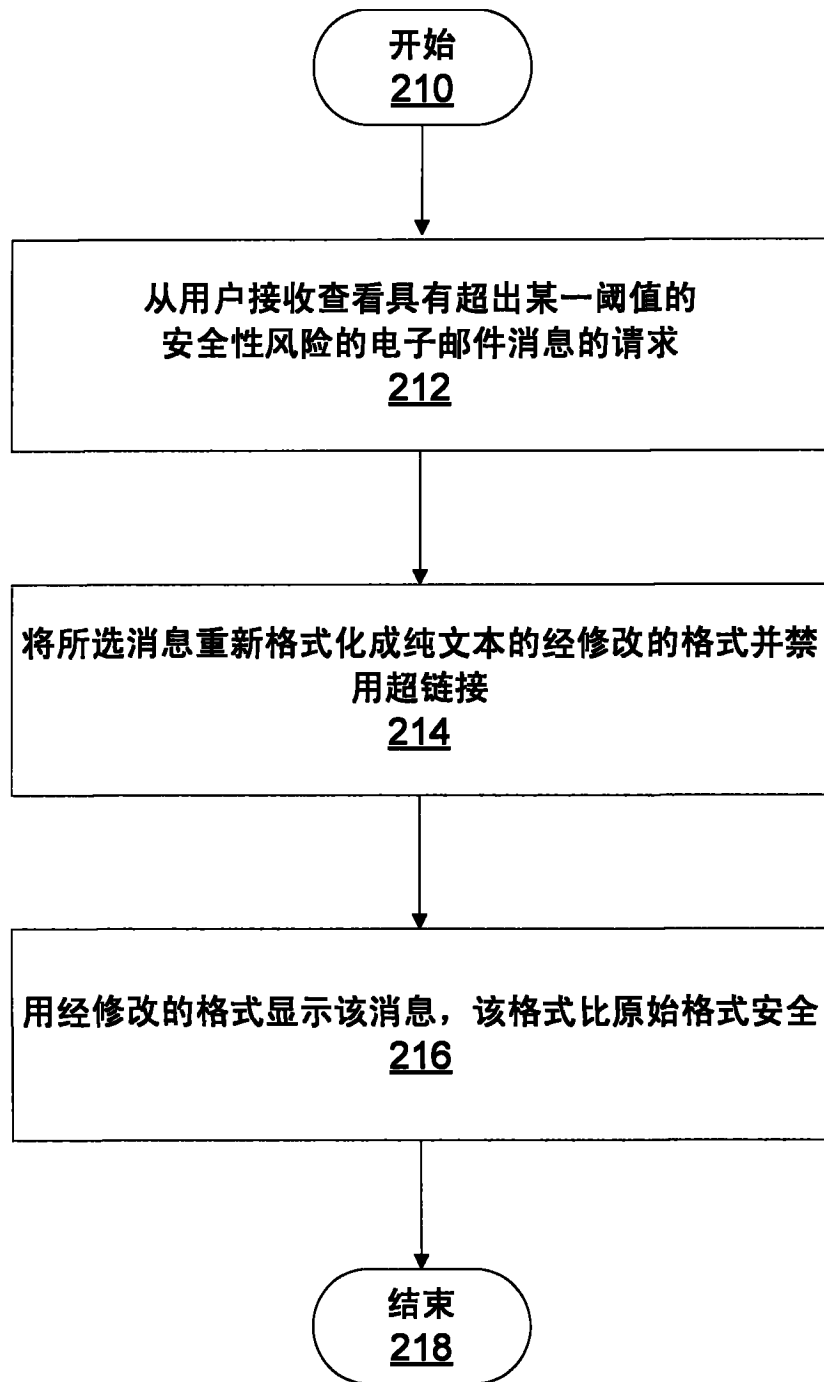 开始
210
从用户接收查看具有超出某一阈值的
安全性风险的电子邮件消息的请求
212
将所选消息重新格式化成纯文本的经修改的格式并禁
用超链接
214
用经修改的格式显示该消息，该格式比原始格式安全
216
结束
218